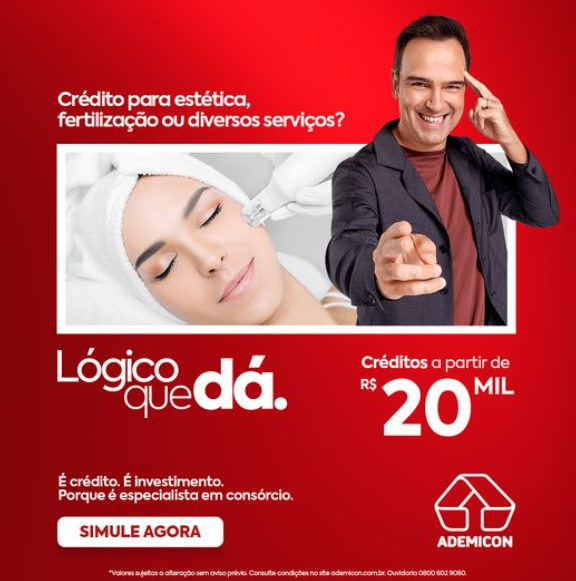 Crédito para estética,
fertilização ou diversos serviços?
Lógico
que dá.
Créditos a partir de
R$ 20 MIL
É crédito. É investimento.
Porque é especialista em consórcio.
SIMULE AGORA
ADEMICON
*Valores sujeitos a alteração sem aviso prévio. Consulte condições no site ademicon.com.br. Ouvidoria 0800 602 9080.